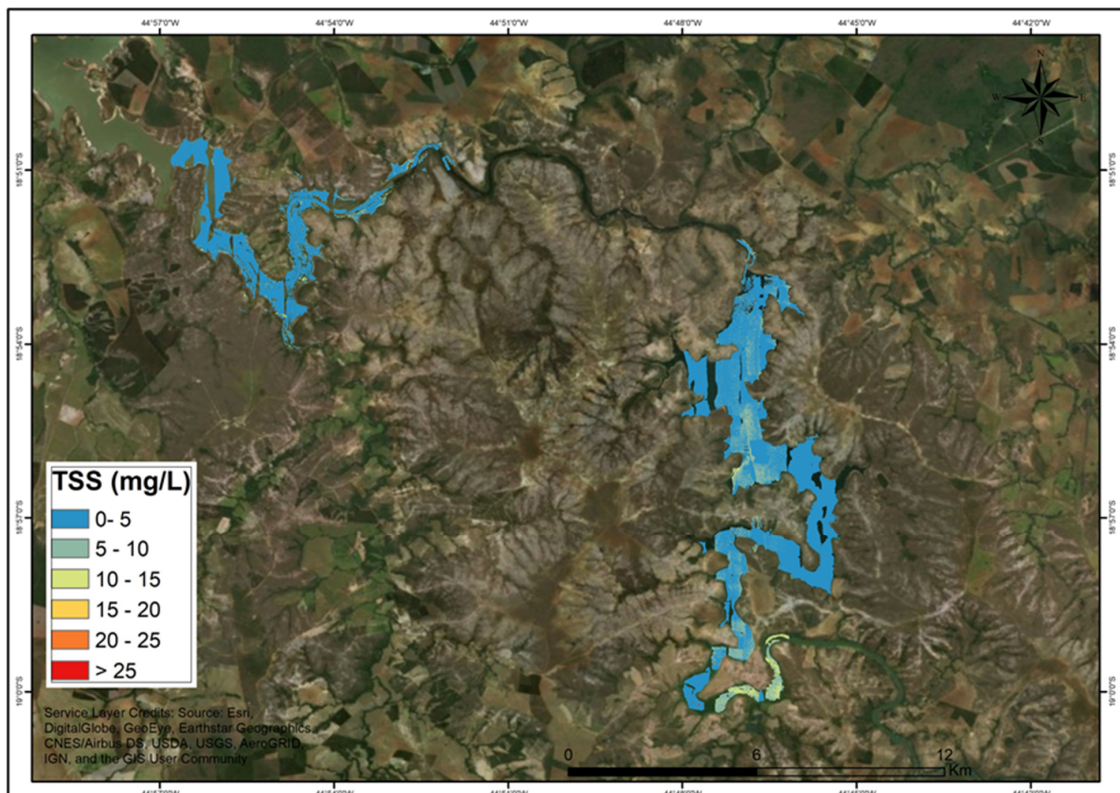 44°57'0"W 44°54'0"W 44°51'0"W 44°48'0"W 44°45'0"W 44°42'0"W
N
W E
S
18°51'0"S 18°51'0"S
18°54'0"S 18°54'0"S
18°57'0"S 18°57'0"S
19°0'0"S 19°0'0"S
TSS (mg/L)
0- 5
5 - 10
10 - 15
15 - 20
20 - 25
> 25
Service Layer Credits: Source: Esri,
DigitalGlobe, GeoEye, Earthstar Geographics,
CNES/Airbus DS, USDA, USGS, AeroGRID,
IGN, and the GIS User Community
0 6 12
Km